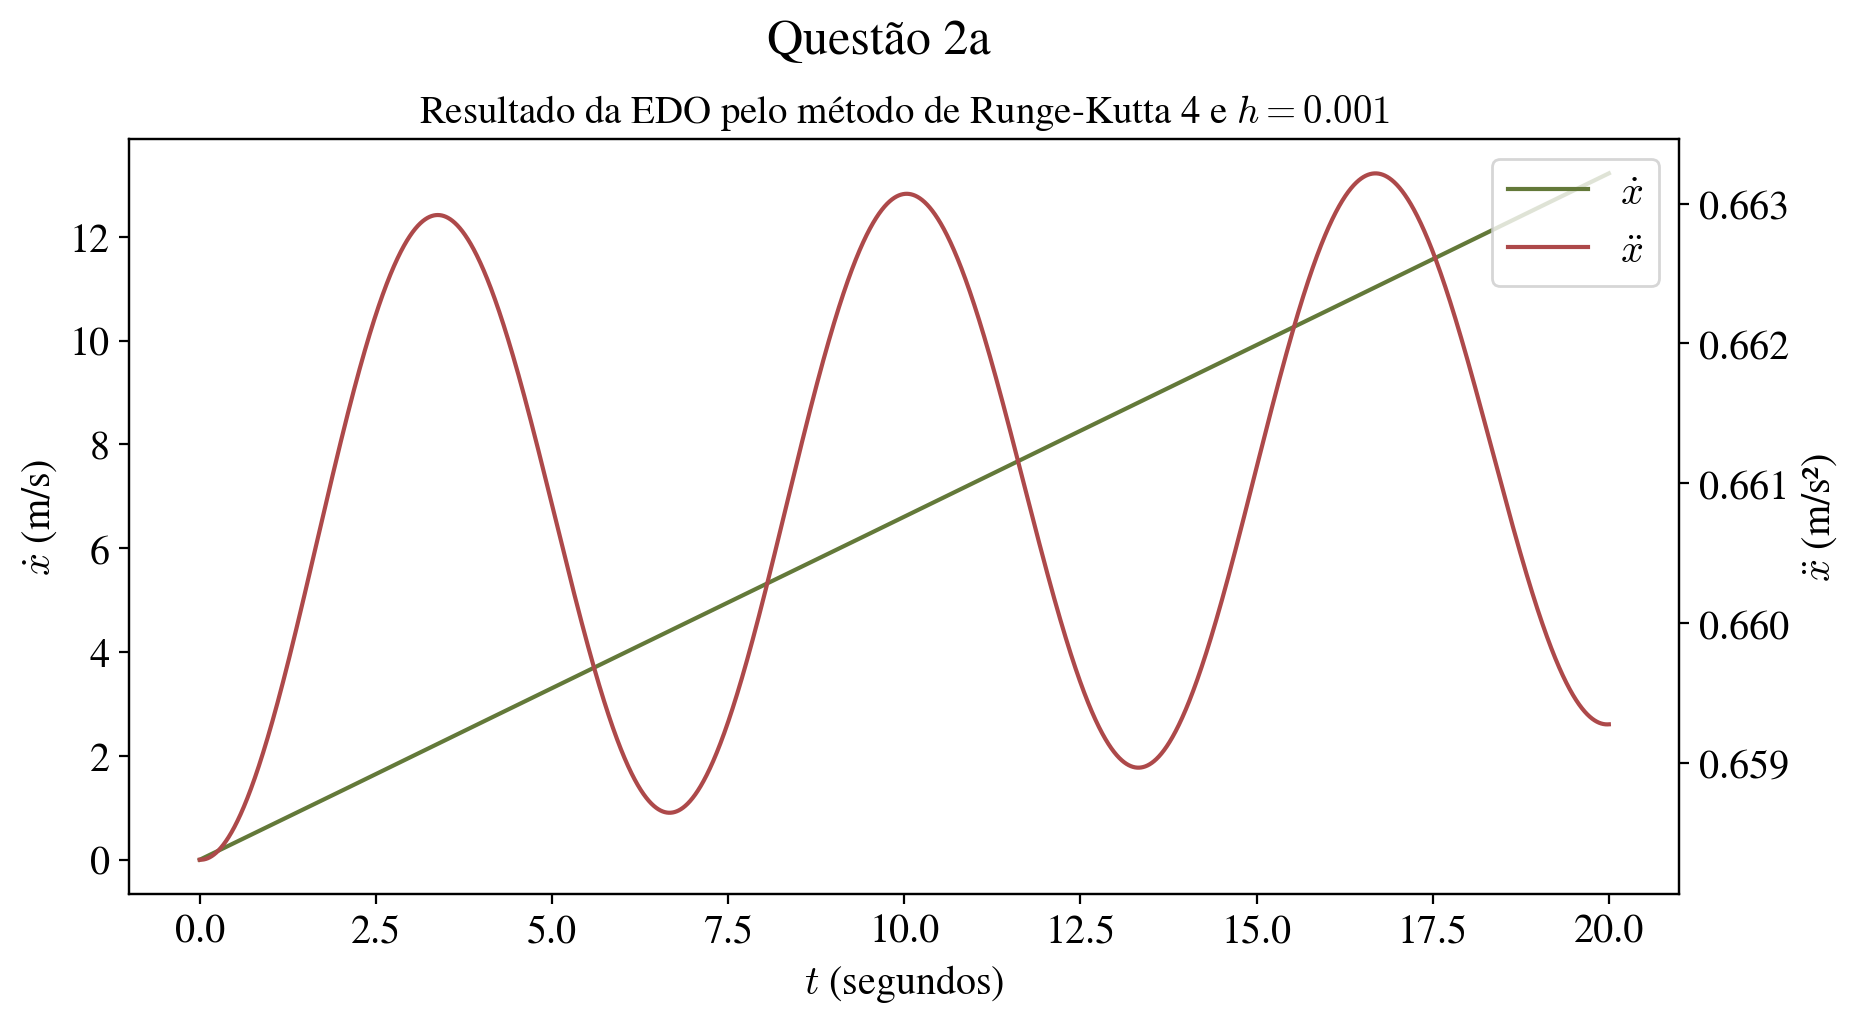 Questão 2a
Resultado da EDO pelo método de Runge-Kutta 4 e h = 0.001
ẋ
ẍ
12
10
8
6
4
2
0
ẋ (m/s)
0.663
0.662
0.661
0.660
0.659
ẍ (m/s²)
0.0 2.5 5.0 7.5 10.0 12.5 15.0 17.5 20.0
t (segundos)